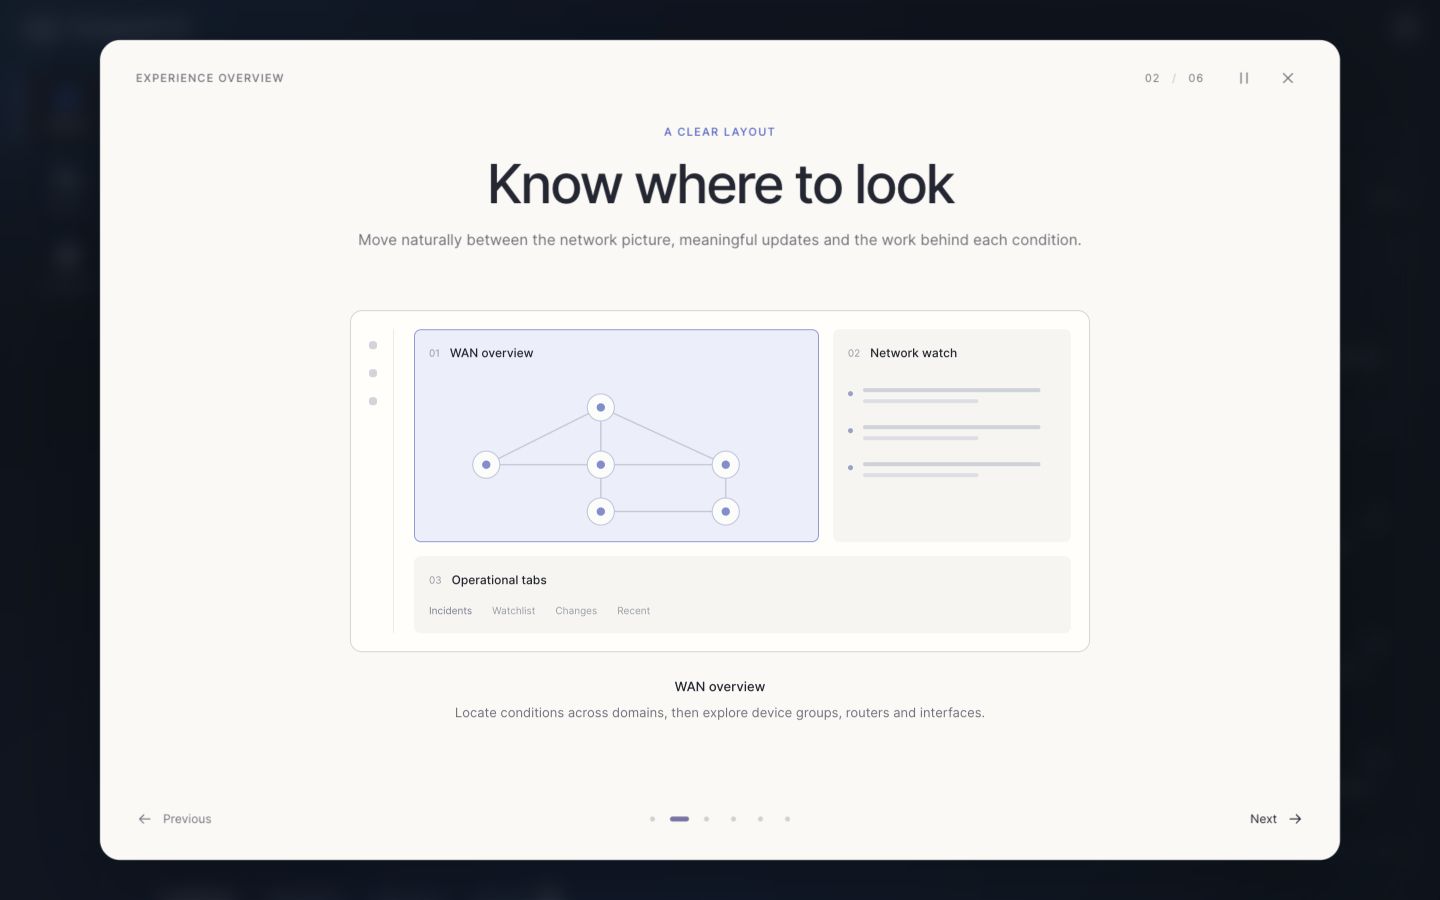 EXPERIENCE OVERVIEW
02 / 06
A CLEAR LAYOUT
Know where to look
Move naturally between the network picture, meaningful updates and the work behind each condition.
01 WAN overview
02 Network watch
03 Operational tabs
Incidents Watchlist Changes Recent
WAN overview
Locate conditions across domains, then explore device groups, routers and interfaces.
Previous
Next